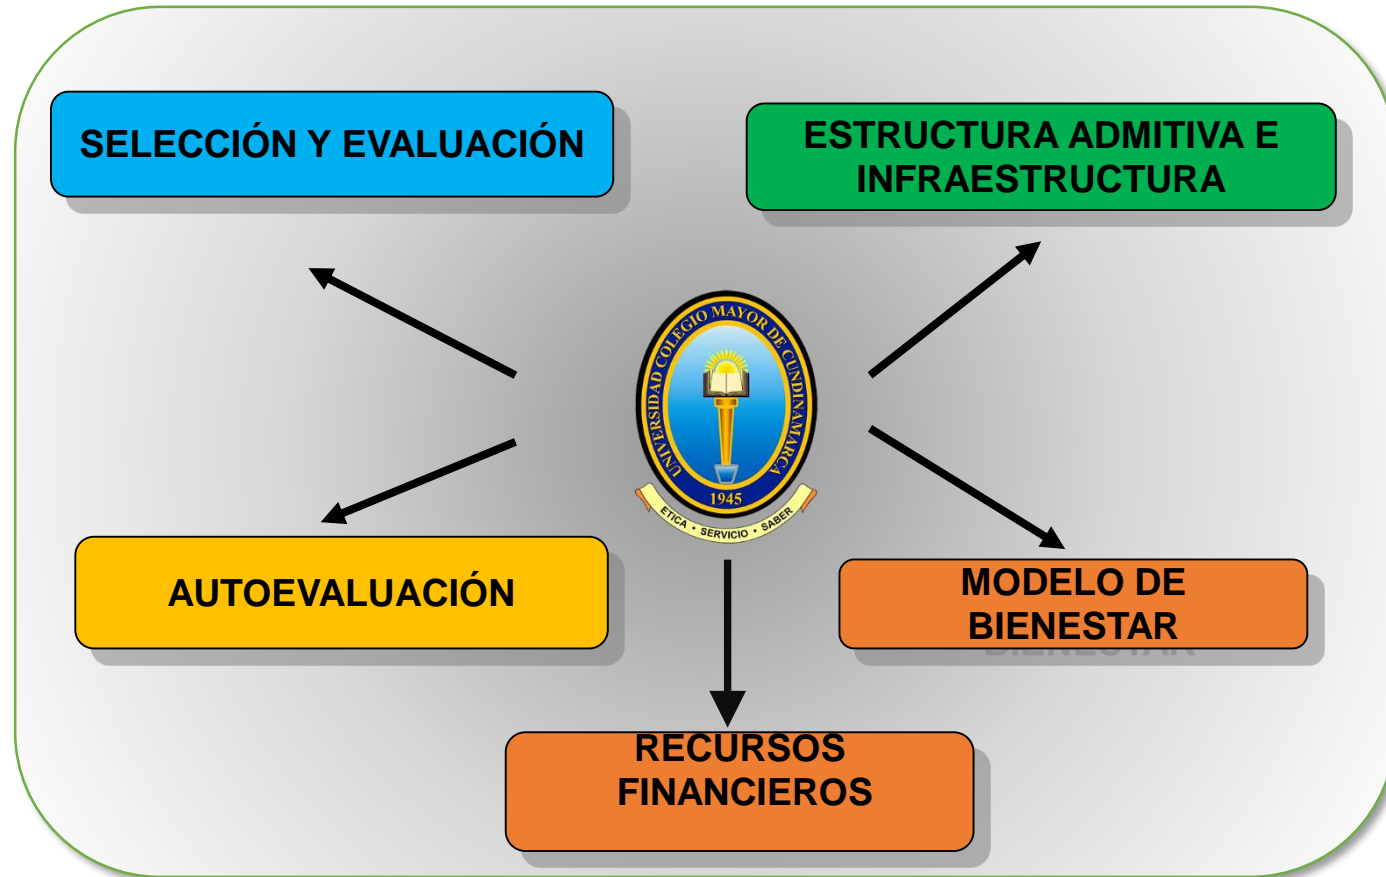 SELECCIÓN Y EVALUACIÓN
ESTRUCTURA ADMITIVA E
INFRAESTRUCTURA
UNIVERSIDAD COLEGIO MAYOR DE CUNDINAMARCA
1945
ETICA • SERVICIO • SABER
AUTOEVALUACIÓN
MODELO DE
BIENESTAR
RECURSOS
FINANCIEROS